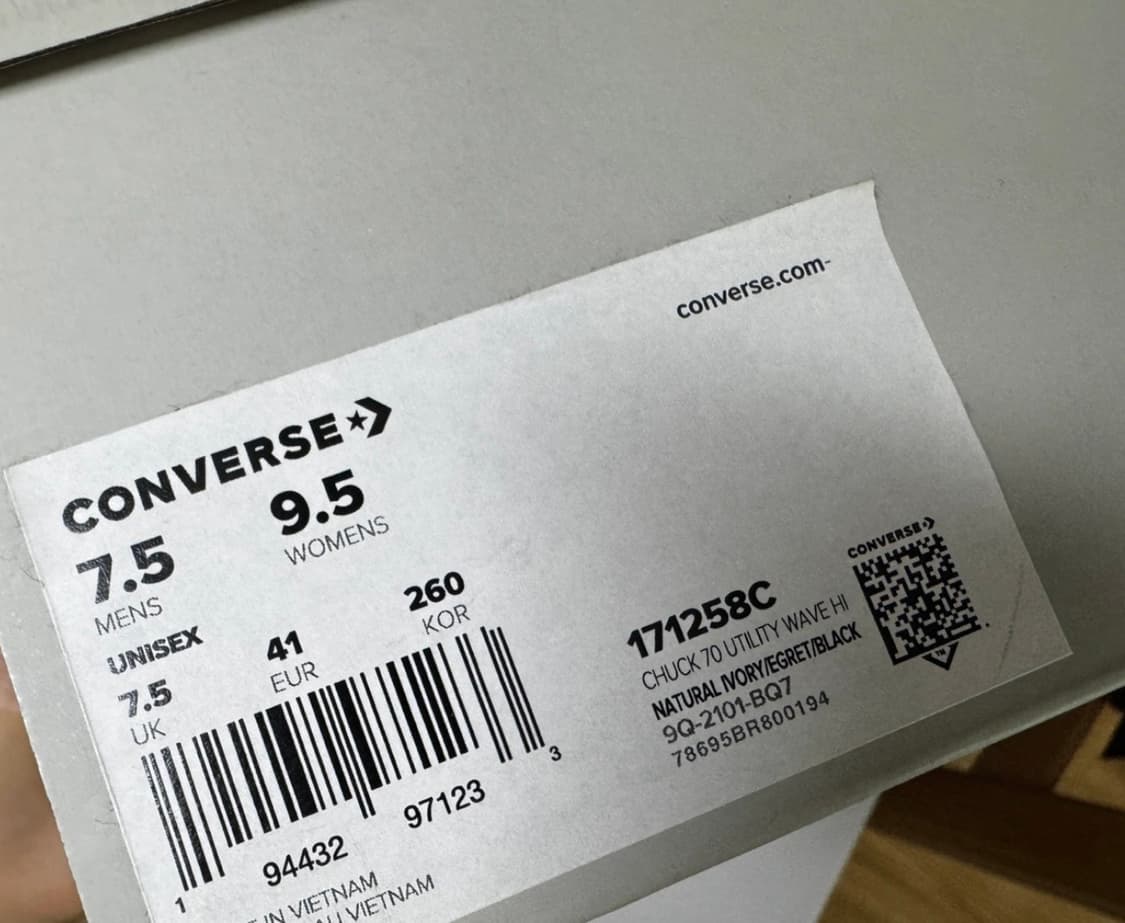 converse.com
CONVERSE
7.5
MENS
9.5
WOMENS
UNISEX
7.5
UK
41
EUR
260
KOR
1 94432 97123 3
IN VIETNAM
VIETNAM
171258C
CHUCK 70 UTILITY WAVE HI
NATURAL IVORY/EGRET/BLACK
9Q-2101-BQ7
78695BR800194
CONVERSE
TM